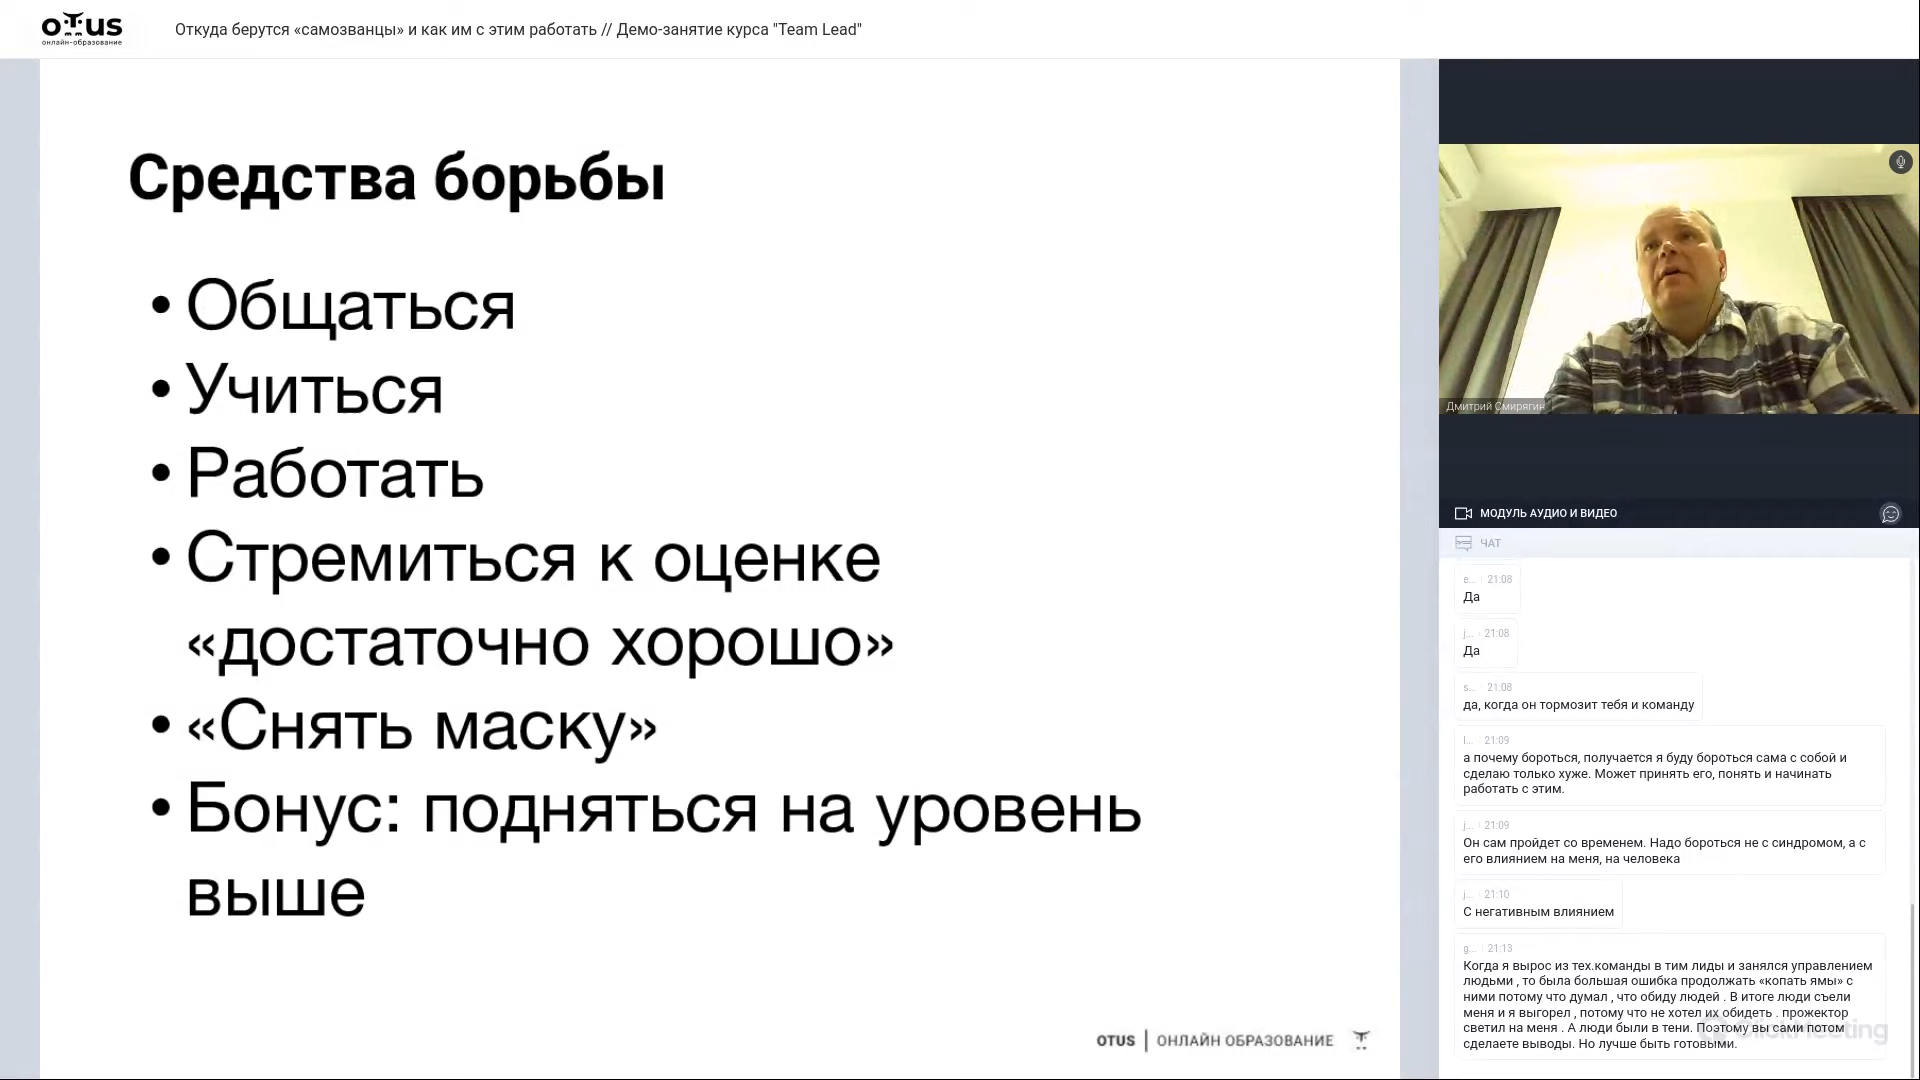 OTUS
онлайн-образование
Откуда берутся «самозванцы» и как им с этим работать // Демо-занятие курса "Team Lead"
Средства борьбы
• Общаться
• Учиться
• Работать
• Стремиться к оценке
«достаточно хорошо»
• «Снять маску»
• Бонус: подняться на уровень
выше
OTUS | ОНЛАЙН ОБРАЗОВАНИЕ
Дмитрий Смирягин
МОДУЛЬ АУДИО И ВИДЕО
ЧАТ
e... 21:08
Да
j... 21:08
Да
s... 21:08
да, когда он тормозит тебя и команду
l... 21:09
а почему бороться, получается я буду бороться сама с собой и
сделаю только хуже. Может принять его, понять и начинать
работать с этим.
j... 21:09
Он сам пройдет со временем. Надо бороться не с синдромом, а с
его влиянием на меня, на человека
j... 21:10
С негативным влиянием
g... 21:13
Когда я вырос из тех.команды в тим лиды и занялся управлением
людьми , то была большая ошибка продолжать «копать ямы» с
ними потому что думал , что обиду людей . В итоге люди съели
меня и я выгорел , потому что не хотел их обидеть . прожектор
светил на меня . А люди были в тени. Поэтому вы сами потом
сделаете выводы. Но лучше быть готовыми.
ClickMeeting